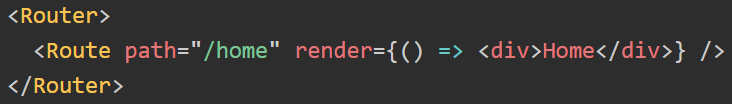 <Router>
  <Route path="/home" render={() => <div>Home</div>} />
</Router>